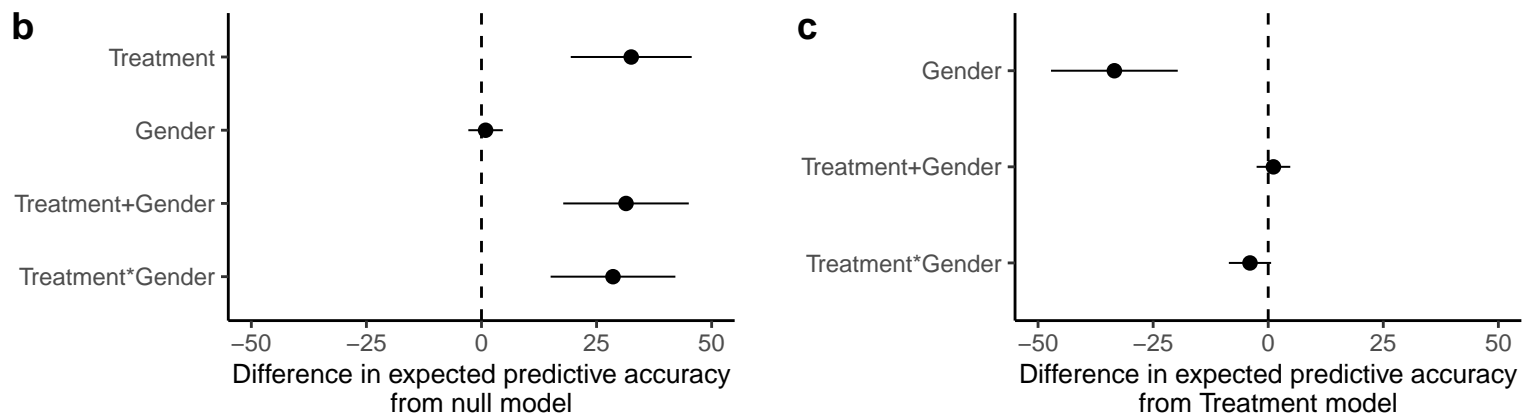 b
Treatment
Gender
Treatment+Gender
Treatment*Gender
−50 −25 0 25 50
Difference in expected predictive accuracy
from null model
c
Gender
Treatment+Gender
Treatment*Gender
−50 −25 0 25 50
Difference in expected predictive accuracy
from Treatment model